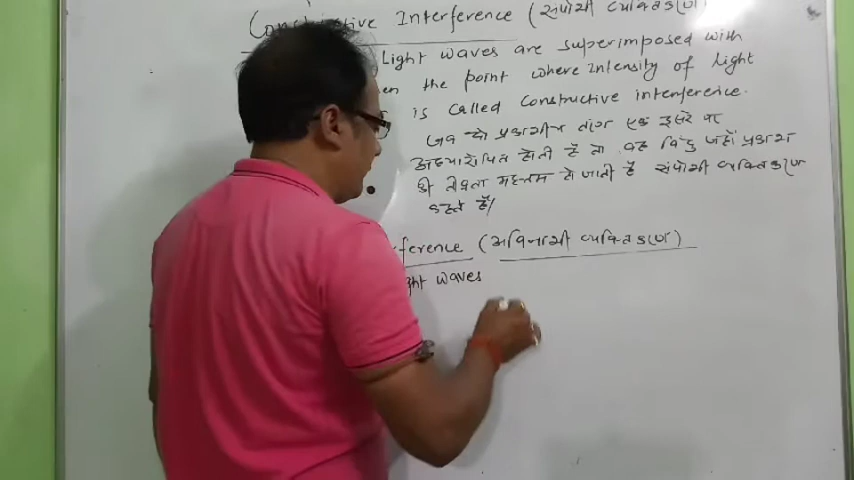 Interference (संपोषी व्यतिकरण)
Light waves are superimposed with
the point where Intensity of light
is called constructive interference.
जब दो प्रकाशीय तरंग एक दूसरे पर
अध्यारोपित होती हैं तो वह बिंदु जहाँ प्रकाश
की तीव्रता महत्तम हो जाती है संपोषी व्यतिकरण
कहते हैं।
(अविनाशी व्यतिकरण)
waves